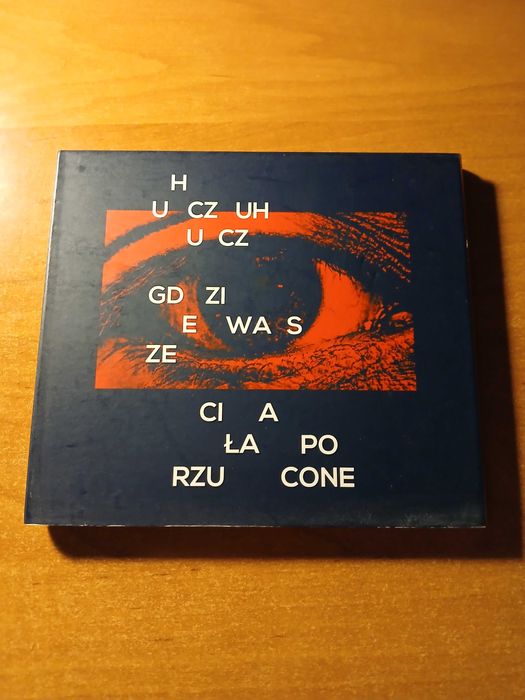 H
U CZ UH
U CZ
GD ZI
E WA S
ZE
CI A
ŁA PO
RZU CONE